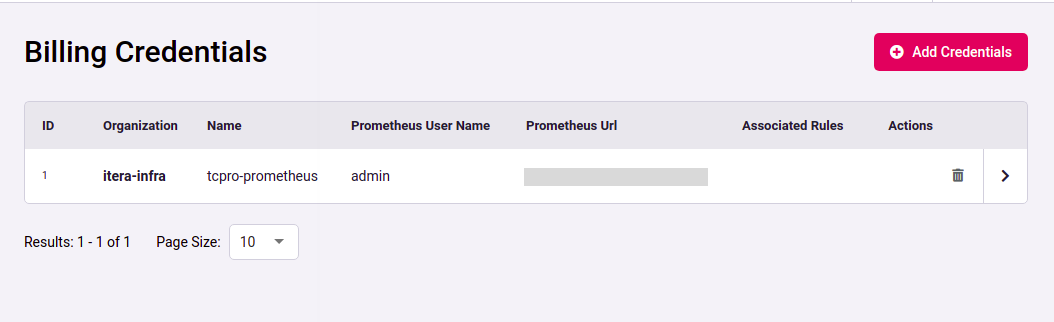 Billing Credentials
Add Credentials
ID Organization Name Prometheus User Name Prometheus Url Associated Rules Actions
1 itera-infra tcpro-prometheus admin
Results: 1 - 1 of 1 Page Size: 10